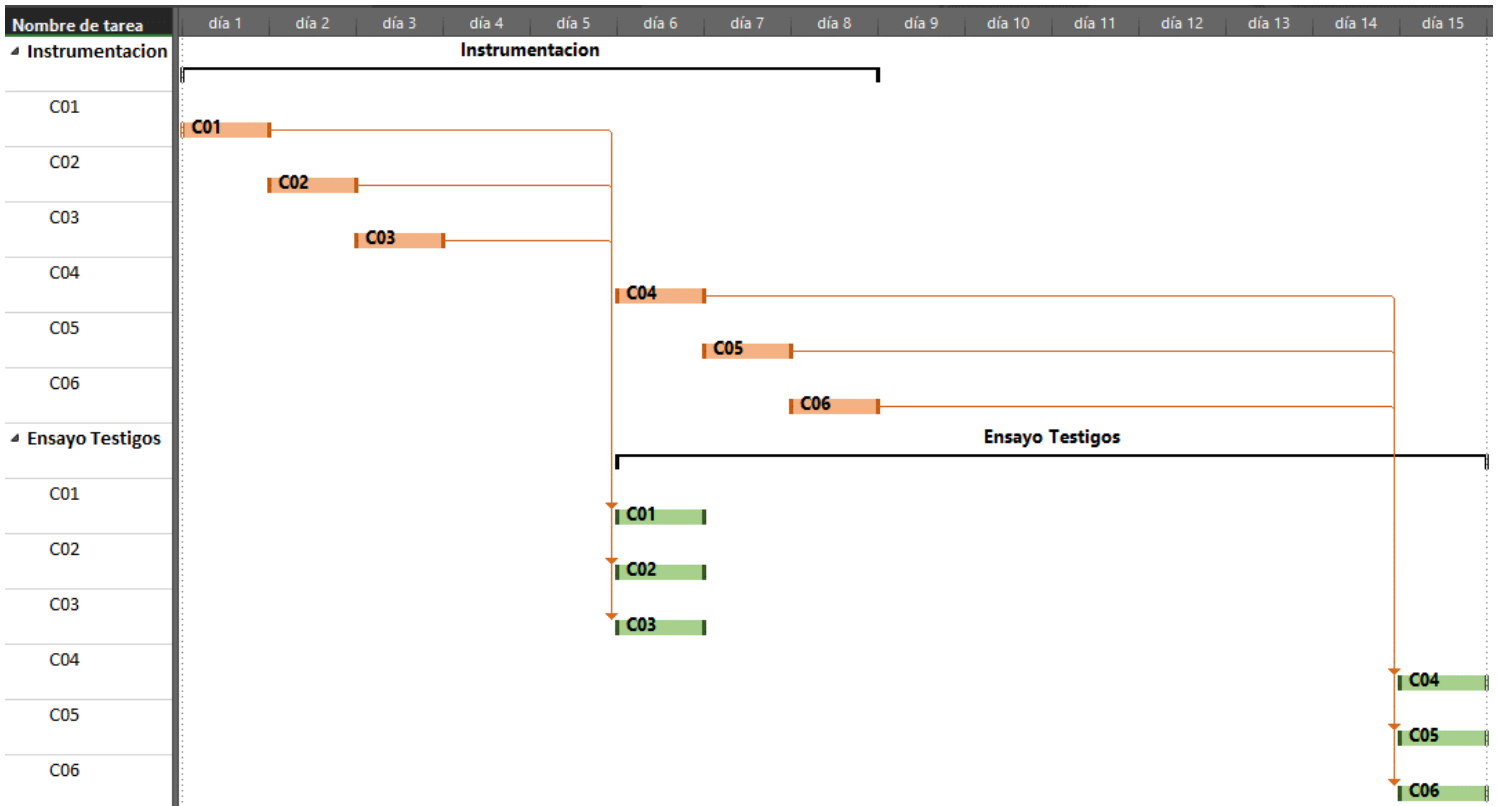 Nombre de tarea día 1 día 2 día 3 día 4 día 5 día 6 día 7 día 8 día 9 día 10 día 11 día 12 día 13 día 14 día 15
Instrumentacion Instrumentacion
C01
C01
C02
C02
C03
C03
C04
C04
C05
C05
C06
C06
Ensayo Testigos Ensayo Testigos
C01
C01
C02
C02
C03
C03
C04
C04
C05
C05
C06
C06